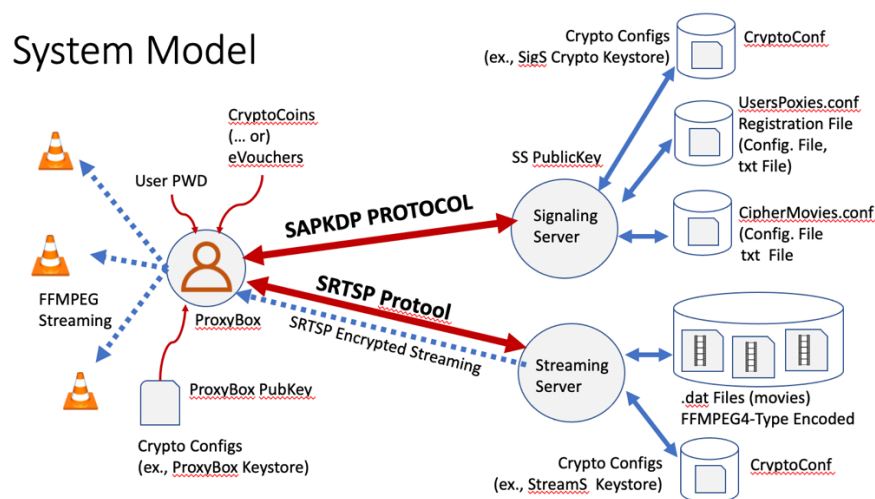 System Model
CryptoCoins
(… or)
eVouchers
User PWD
FFMPEG
Streaming
ProxyBox
ProxyBox PubKey
Crypto Configs
(ex., ProxyBox Keystore)
SAPKDP PROTOCOL
SRTSP Protool
SRTSP Encrypted Streaming
SS PublicKey
Signaling
Server
Streaming
Server
Crypto Configs
(ex., SigS Crypto Keystore)
CryptoConf
UsersPoxies.conf
Registration File
(Config. File,
txt File)
CipherMovies.conf
(Config. File
txt File
.dat Files (movies)
FFMPEG4-Type Encoded
Crypto Configs
(ex., StreamS Keystore)
CryptoConf